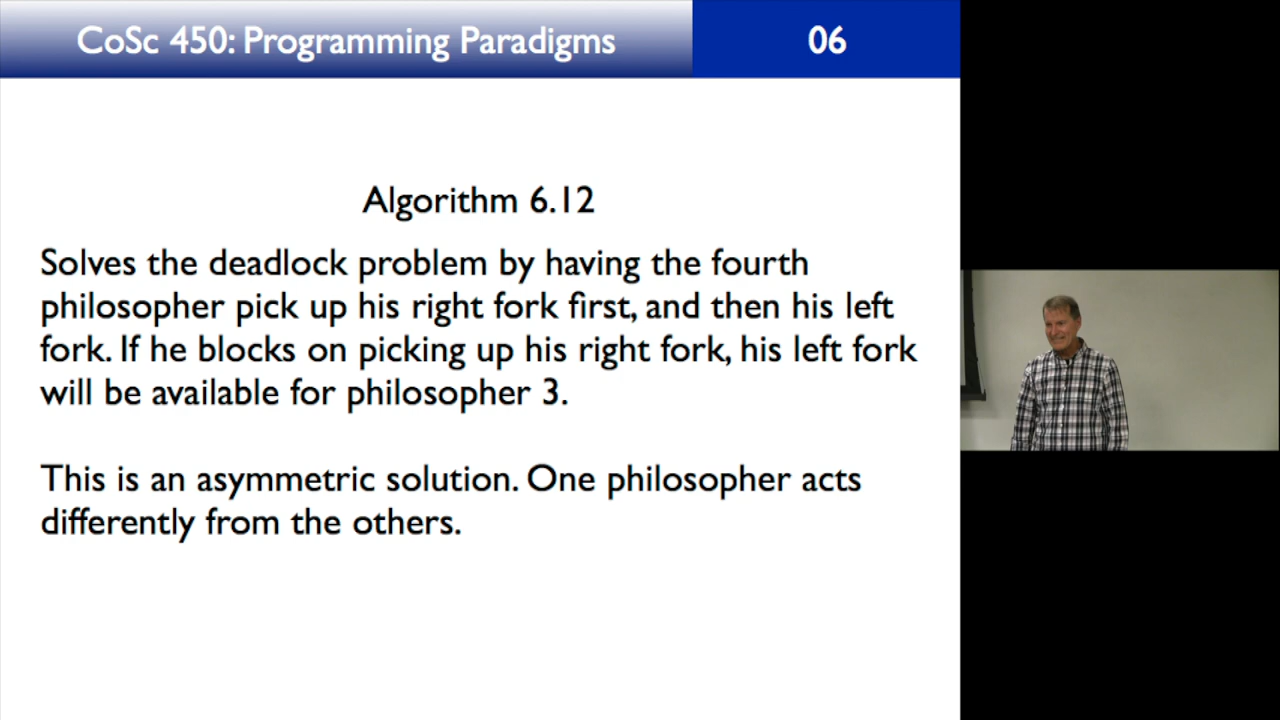 CoSc 450: Programming Paradigms 06
Algorithm 6.12
Solves the deadlock problem by having the fourth
philosopher pick up his right fork first, and then his left
fork. If he blocks on picking up his right fork, his left fork
will be available for philosopher 3.
This is an asymmetric solution. One philosopher acts
differently from the others.